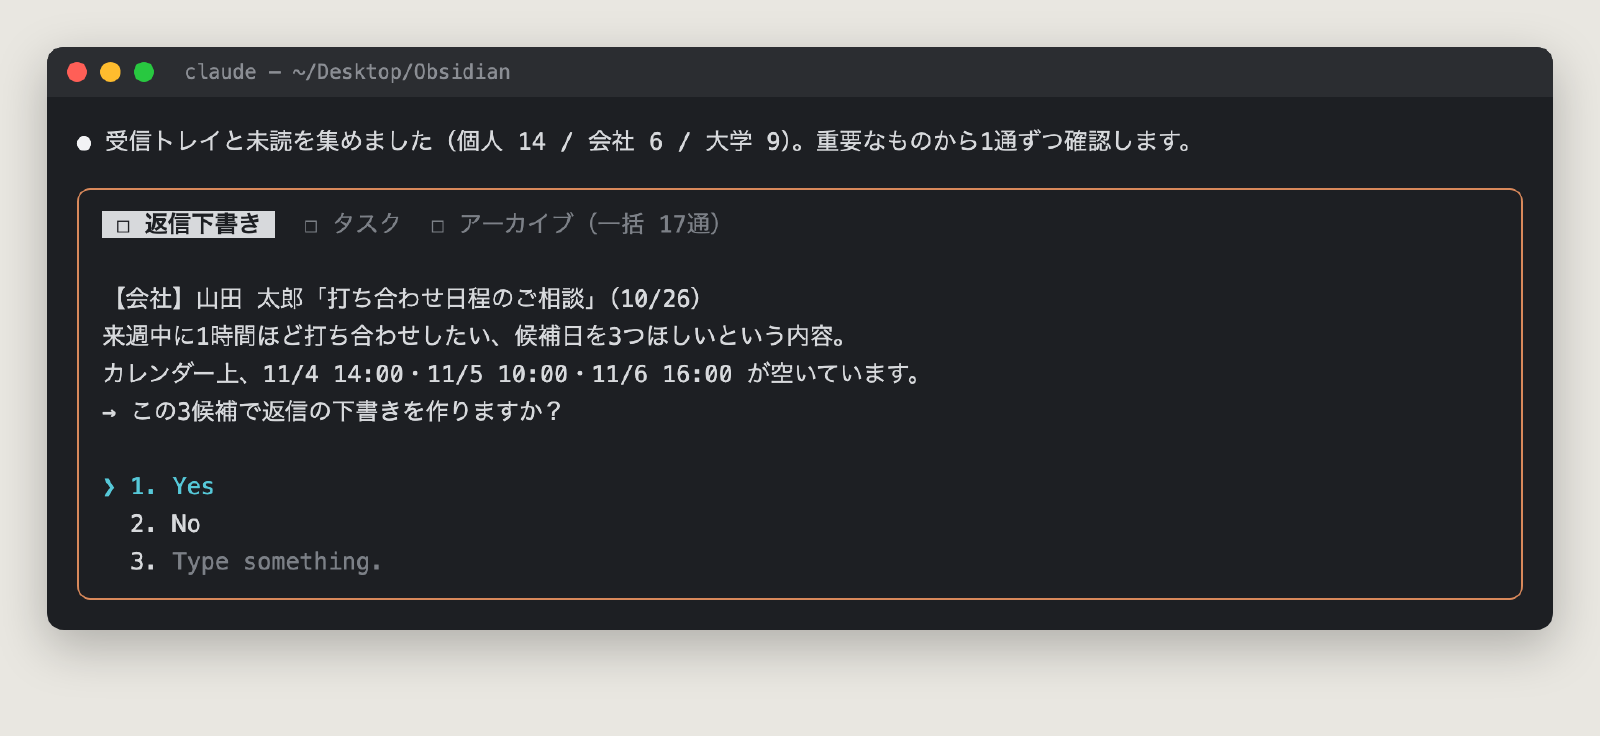 claude — ~/Desktop/Obsidian
● 受信トレイと未読を集めました（個人 14 / 会社 6 / 大学 9）。重要なものから1通ずつ確認します。
□ 返信下書き □ タスク □ アーカイブ（一括 17通）
【会社】山田 太郎「打ち合わせ日程のご相談」（10/26）
来週中に1時間ほど打ち合わせしたい、候補日を3つほしいという内容。
カレンダー上、11/4 14:00・11/5 10:00・11/6 16:00 が空いています。
→ この3候補で返信の下書きを作りますか？
❯ 1. Yes
2. No
3. Type something.